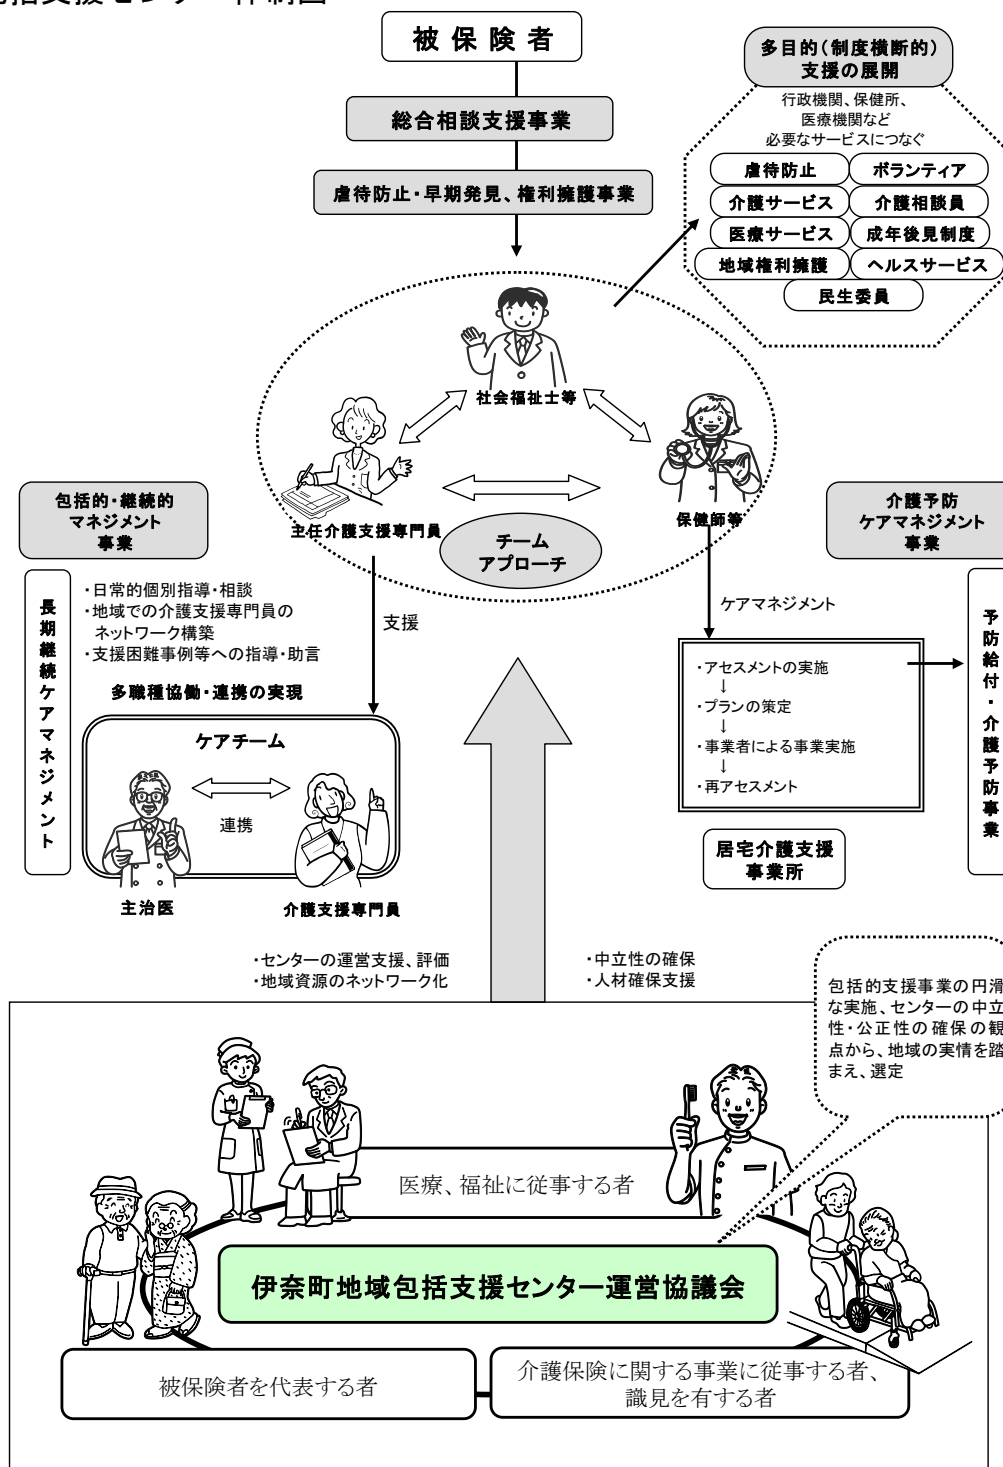 括支援センター体制図
被 保 険 者
総合相談支援事業
虐待防止・早期発見、権利擁護事業
多目的（制度横断的）
支援の展開
行政機関、保健所、
医療機関など
必要なサービスにつなぐ
虐待防止
ボランティア
介護サービス
介護相談員
医療サービス
成年後見制度
地域権利擁護
ヘルスサービス
民生委員
社会福祉士等
主任介護支援専門員
保健師等
チーム
アプローチ
包括的・継続的
マネジメント
事業
長期継続ケアマネジメント
・日常的個別指導・相談
・地域での介護支援専門員の
ネットワーク構築
・支援困難事例等への指導・助言
多職種協働・連携の実現
支援
ケアチーム
連携
主治医
介護支援専門員
介護予防
ケアマネジメント
事業
ケアマネジメント
・アセスメントの実施
↓
・プランの策定
↓
・事業者による事業実施
↓
・再アセスメント
予防給付・介護予防事業
居宅介護支援
事業所
・センターの運営支援、評価
・地域資源のネットワーク化
・中立性の確保
・人材確保支援
包括的支援事業の円滑
な実施、センターの中立
性・公正性の確保の観
点から、地域の実情を踏
まえ、選定
医療、福祉に従事する者
伊奈町地域包括支援センター運営協議会
被保険者を代表する者
介護保険に関する事業に従事する者、
識見を有する者